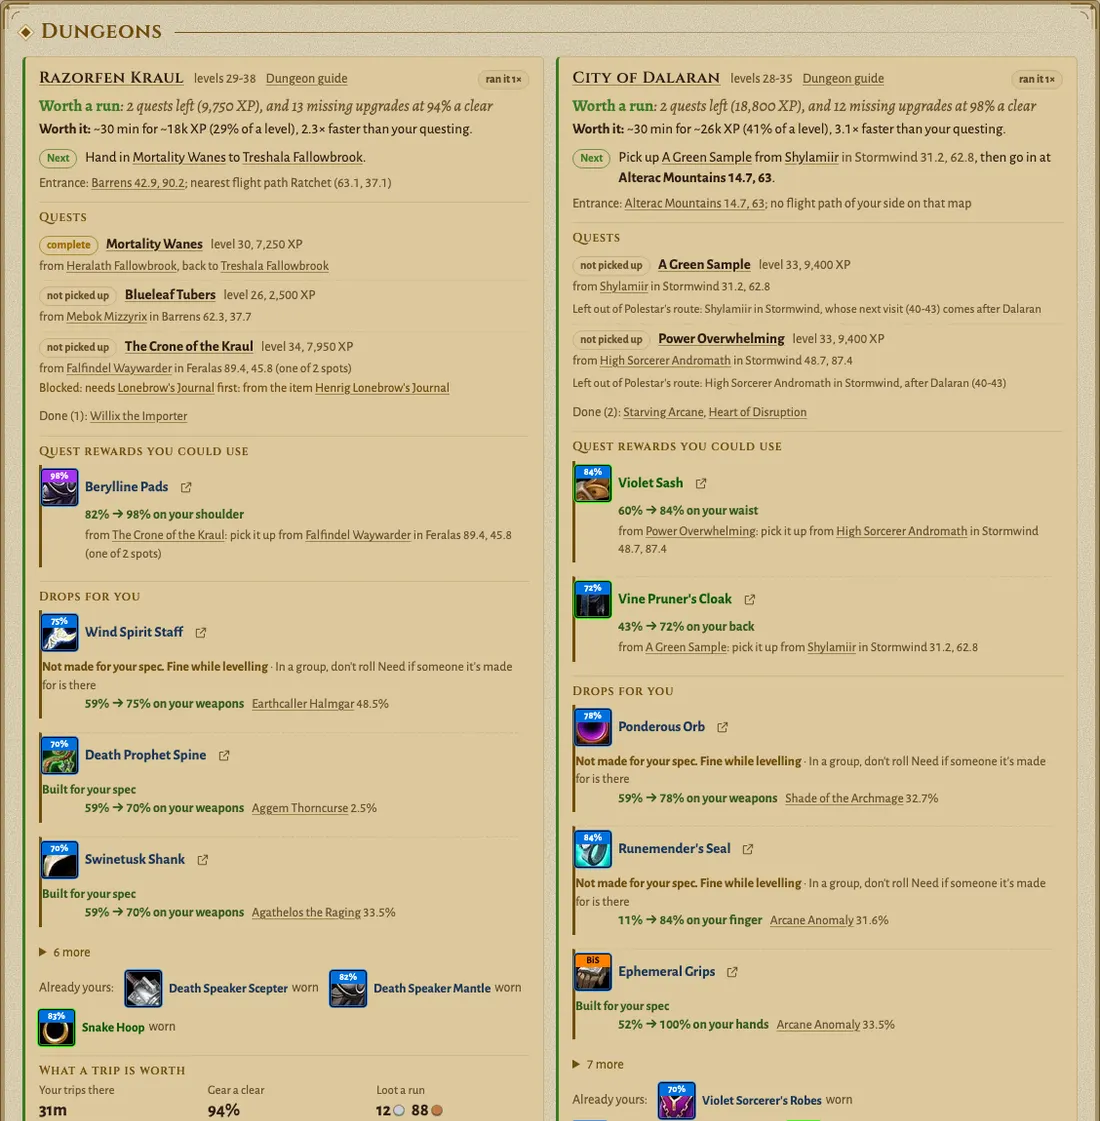 DUNGEONS
RAZORFEN KRAUL levels 29-38 Dungeon guide ran it 1×
Worth a run: 2 quests left (9,750 XP), and 13 missing upgrades at 94% a clear
Worth it: ~30 min for ~18k XP (29% of a level), 2.3× faster than your questing.
Next Hand in Mortality Wanes to Treshala Fallowbrook.
Entrance: Barrens 42.9, 90.2; nearest flight path Ratchet (63.1, 37.1)
QUESTS
complete Mortality Wanes level 30, 7,250 XP
from Heralath Fallowbrook, back to Treshala Fallowbrook
not picked up Blueleaf Tubers level 26, 2,500 XP
from Mebok Mizzyrix in Barrens 62.3, 37.7
not picked up The Crone of the Kraul level 34, 7,950 XP
from Falfindel Waywarder in Feralas 89.4, 45.8 (one of 2 spots)
Blocked: needs Lonebrow's Journal first: from the item Henrig Lonebrow's Journal
Done (1): Willix the Importer
QUEST REWARDS YOU COULD USE
98%
Berylline Pads
82% → 98% on your shoulder
from The Crone of the Kraul: pick it up from Falfindel Waywarder in Feralas 89.4, 45.8
(one of 2 spots)
DROPS FOR YOU
75%
Wind Spirit Staff
Not made for your spec. Fine while levelling · In a group, don't roll Need if someone it's made
for is there
59% → 75% on your weapons Earthcaller Halmgar 48.5%
70%
Death Prophet Spine
Built for your spec
59% → 70% on your weapons Aggem Thorncurse 2.5%
70%
Swinetusk Shank
Built for your spec
59% → 70% on your weapons Agathelos the Raging 33.5%
▶ 6 more
Already yours: Death Speaker Scepter worn 82% Death Speaker Mantle worn
83%
Snake Hoop worn
WHAT A TRIP IS WORTH
Your trips there Gear a clear Loot a run
31m 94% 12 88
CITY OF DALARAN levels 28-35 Dungeon guide ran it 1×
Worth a run: 2 quests left (18,800 XP), and 12 missing upgrades at 98% a clear
Worth it: ~30 min for ~26k XP (41% of a level), 3.1× faster than your questing.
Next Pick up A Green Sample from Shylamiir in Stormwind 31.2, 62.8, then go in at
Alterac Mountains 14.7, 63.
Entrance: Alterac Mountains 14.7, 63; no flight path of your side on that map
QUESTS
not picked up A Green Sample level 33, 9,400 XP
from Shylamiir in Stormwind 31.2, 62.8
Left out of Polestar's route: Shylamiir in Stormwind, whose next visit (40-43) comes after Dalaran
not picked up Power Overwhelming level 33, 9,400 XP
from High Sorcerer Andromath in Stormwind 48.7, 87.4
Left out of Polestar's route: High Sorcerer Andromath in Stormwind, after Dalaran (40-43)
Done (2): Starving Arcane, Heart of Disruption
QUEST REWARDS YOU COULD USE
84%
Violet Sash
60% → 84% on your waist
from Power Overwhelming: pick it up from High Sorcerer Andromath in Stormwind
48.7, 87.4
72%
Vine Pruner's Cloak
43% → 72% on your back
from A Green Sample: pick it up from Shylamiir in Stormwind 31.2, 62.8
DROPS FOR YOU
78%
Ponderous Orb
Not made for your spec. Fine while levelling · In a group, don't roll Need if someone it's made
for is there
59% → 78% on your weapons Shade of the Archmage 32.7%
84%
Runemender's Seal
Not made for your spec. Fine while levelling · In a group, don't roll Need if someone it's made
for is there
11% → 84% on your finger Arcane Anomaly 31.6%
BiS
Ephemeral Grips
Built for your spec
52% → 100% on your hands Arcane Anomaly 33.5%
▶ 7 more
Already yours: 70% Violet Sorcerer's Robes worn